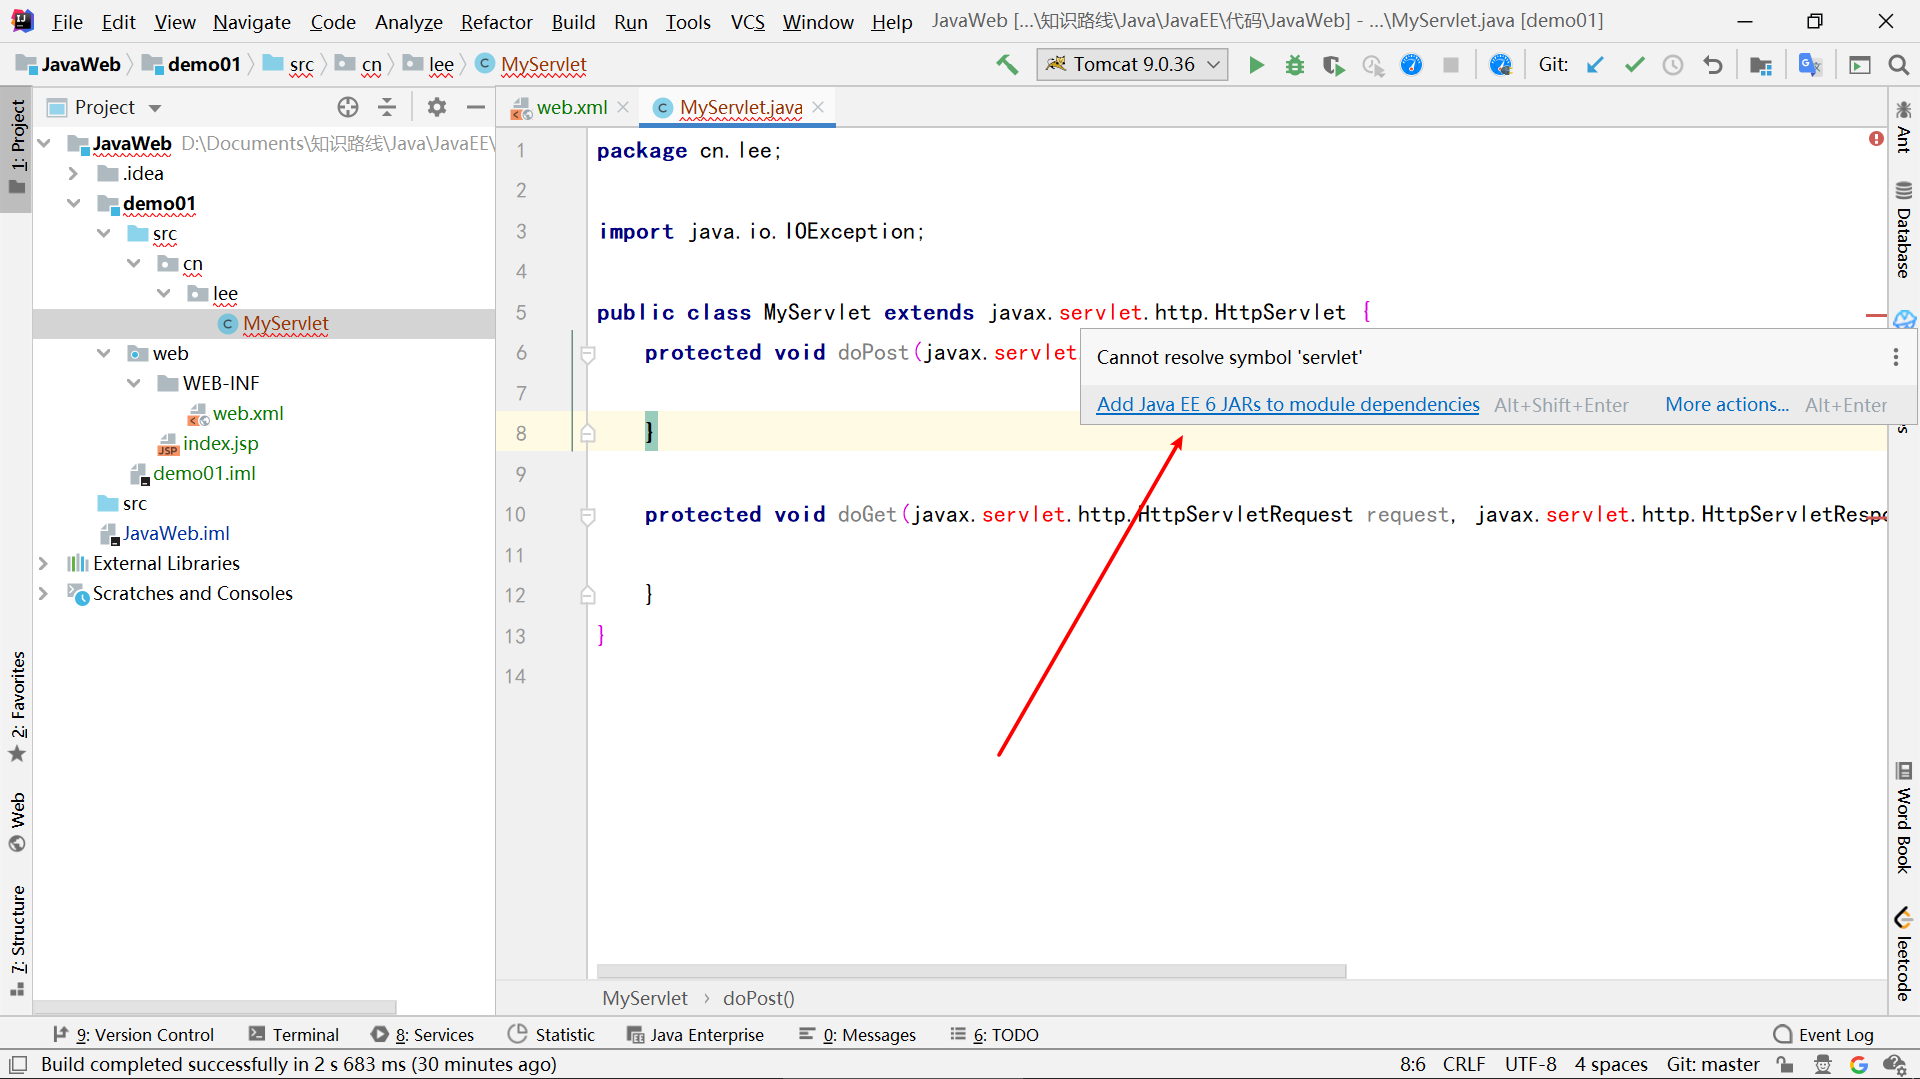 File Edit View Navigate Code Analyze Refactor Build Run Tools VCS Window Help JavaWeb [...\知识路线\Java\JavaEE\代码\JavaWeb] - ...\MyServlet.java [demo01]
JavaWeb demo01 src cn lee MyServlet Tomcat 9.0.36 Git:
1: Project
Project
web.xml MyServlet.java
JavaWeb D:\Documents\知识路线\Java\JavaEE\
.idea
demo01
src
cn
lee
MyServlet
web
WEB-INF
web.xml
index.jsp
demo01.iml
src
JavaWeb.iml
External Libraries
Scratches and Consoles
2: Favorites
Web
7: Structure
1 package cn.lee;
2
3 import java.io.IOException;
4
5 public class MyServlet extends javax.servlet.http.HttpServlet {
6 protected void doPost(javax.servlet
7
8 }
9
10 protected void doGet(javax.servlet.http.HttpServletRequest request, javax.servlet.http.HttpServletRespo
11
12 }
13 }
14
Cannot resolve symbol 'servlet'
Add Java EE 6 JARs to module dependencies Alt+Shift+Enter More actions... Alt+Enter
Ant
Database
Word Book
leetcode
MyServlet › doPost()
9: Version Control Terminal 8: Services Statistic Java Enterprise 0: Messages 6: TODO Event Log
Build completed successfully in 2 s 683 ms (30 minutes ago) 8:6 CRLF UTF-8 4 spaces Git: master